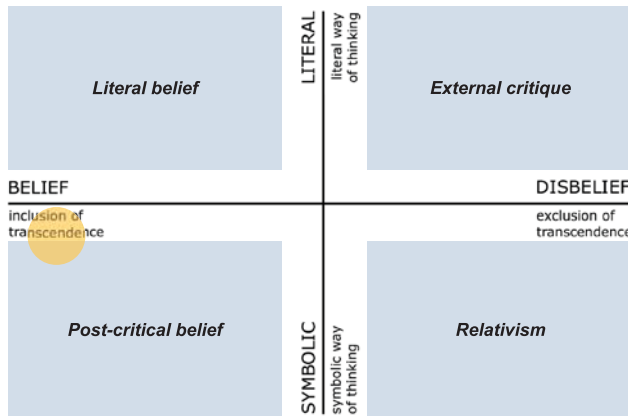 LITERAL
literal way
of thinking
Literal belief
External critique
BELIEF
DISBELIEF
inclusion of
transcendence
exclusion of
transcendence
Post-critical belief
Relativism
SYMBOLIC
symbolic way
of thinking